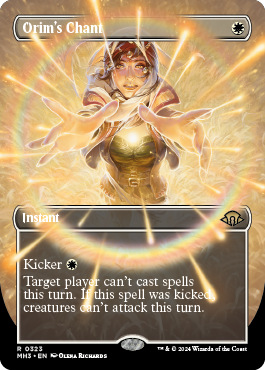 Orim's Chant
Instant
Kicker
Target player can't cast spells
this turn. If this spell was kicked,
creatures can't attack this turn.
R 0323
MH3 • EN Olena Richards
™ & © 2024 Wizards of the Coast